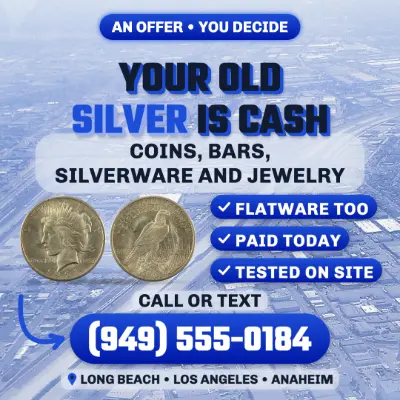 AN OFFER • YOU DECIDE
YOUR OLD
SILVER IS CASH
COINS, BARS,
SILVERWARE AND JEWELRY
✓ FLATWARE TOO
✓ PAID TODAY
✓ TESTED ON SITE
CALL OR TEXT
(949) 555-0184
LONG BEACH • LOS ANGELES • ANAHEIM